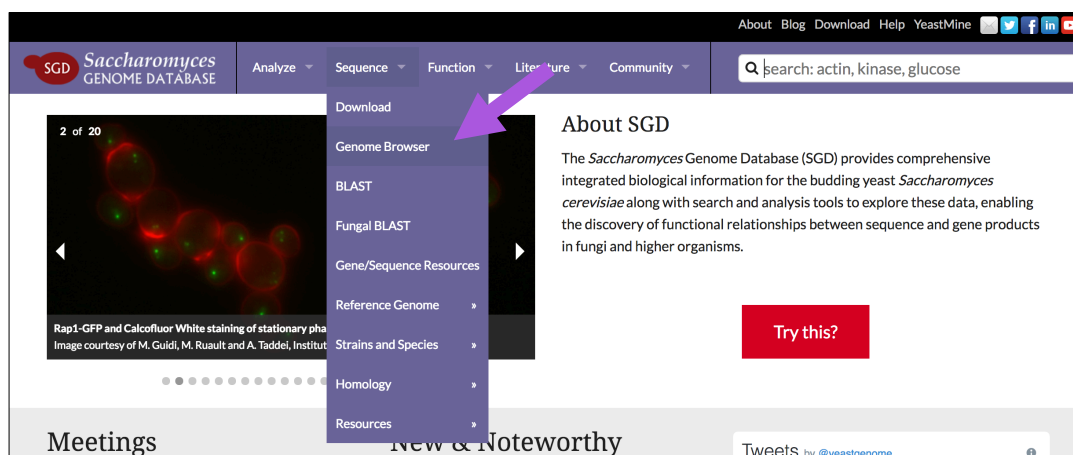 About Blog Download Help YeastMine
SGD Saccharomyces
GENOME DATABASE
Analyze Sequence Function Literature Community
search: actin, kinase, glucose
Download
Genome Browser
BLAST
Fungal BLAST
Gene/Sequence Resources
Reference Genome »
Strains and Species »
Homology »
Resources »
2 of 20
Rap1-GFP and Calcofluor White staining of stationary pha
Image courtesy of M. Guidi, M. Ruault and A. Taddei, Institut
About SGD
The Saccharomyces Genome Database (SGD) provides comprehensive
integrated biological information for the budding yeast Saccharomyces
cerevisiae along with search and analysis tools to explore these data, enabling
the discovery of functional relationships between sequence and gene products
in fungi and higher organisms.
Try this?
Meetings
New & Noteworthy
Tweets by @yeastgenome